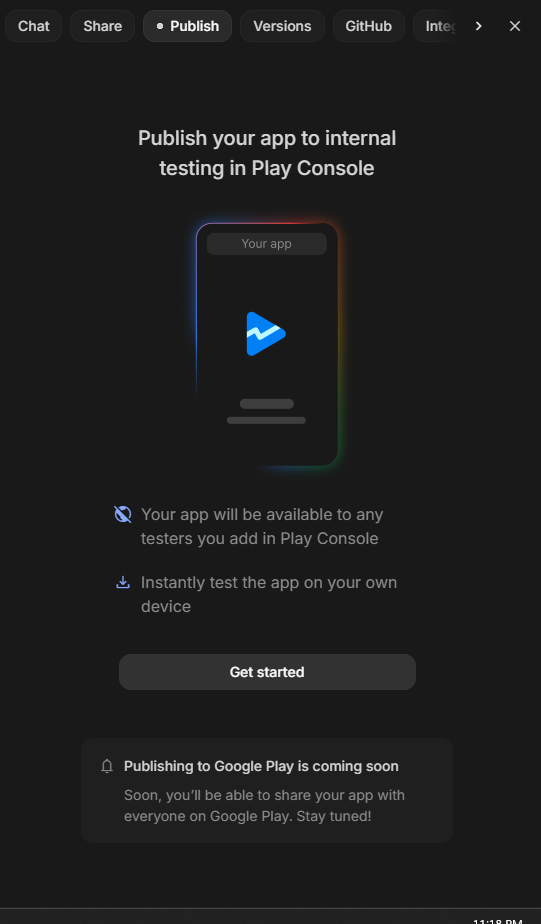 Chat Share Publish Versions GitHub
Publish your app to internal
testing in Play Console
Your app
Your app will be available to any
testers you add in Play Console
Instantly test the app on your own
device
Get started
Publishing to Google Play is coming soon
Soon, you’ll be able to share your app with
everyone on Google Play. Stay tuned!
11:18 PM